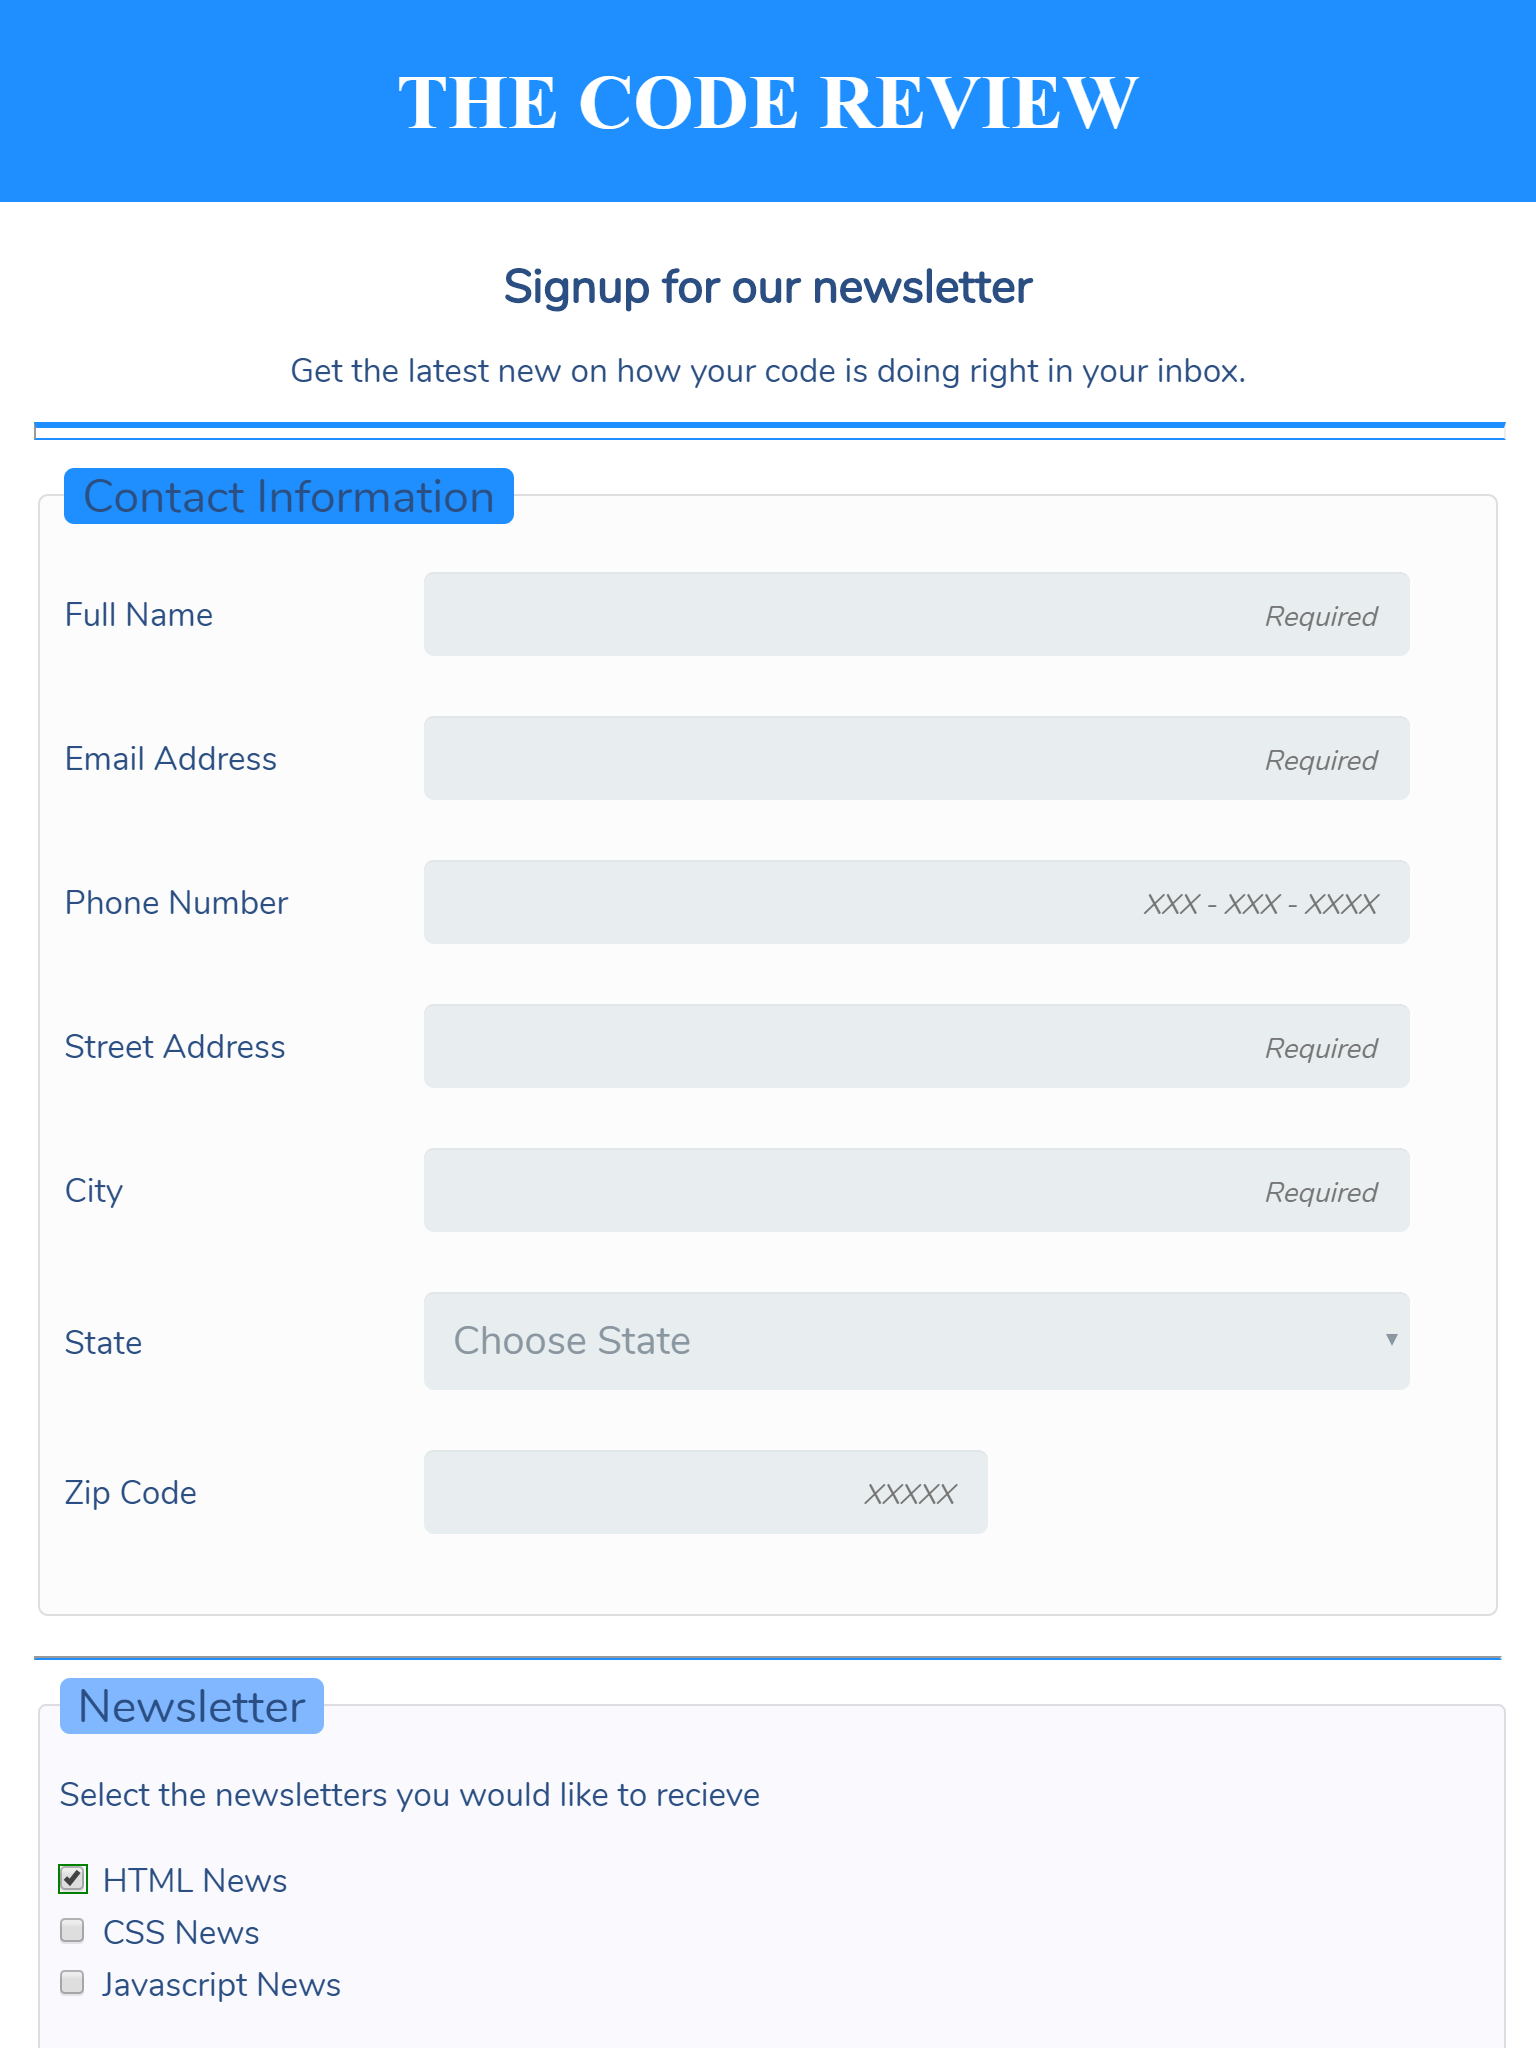 THE CODE REVIEW
Signup for our newsletter
Get the latest new on how your code is doing right in your inbox.
Contact Information
Full Name Required
Email Address Required
Phone Number XXX - XXX - XXXX
Street Address Required
City Required
State Choose State
Zip Code XXXXX
Newsletter
Select the newsletters you would like to recieve
HTML News
CSS News
Javascript News